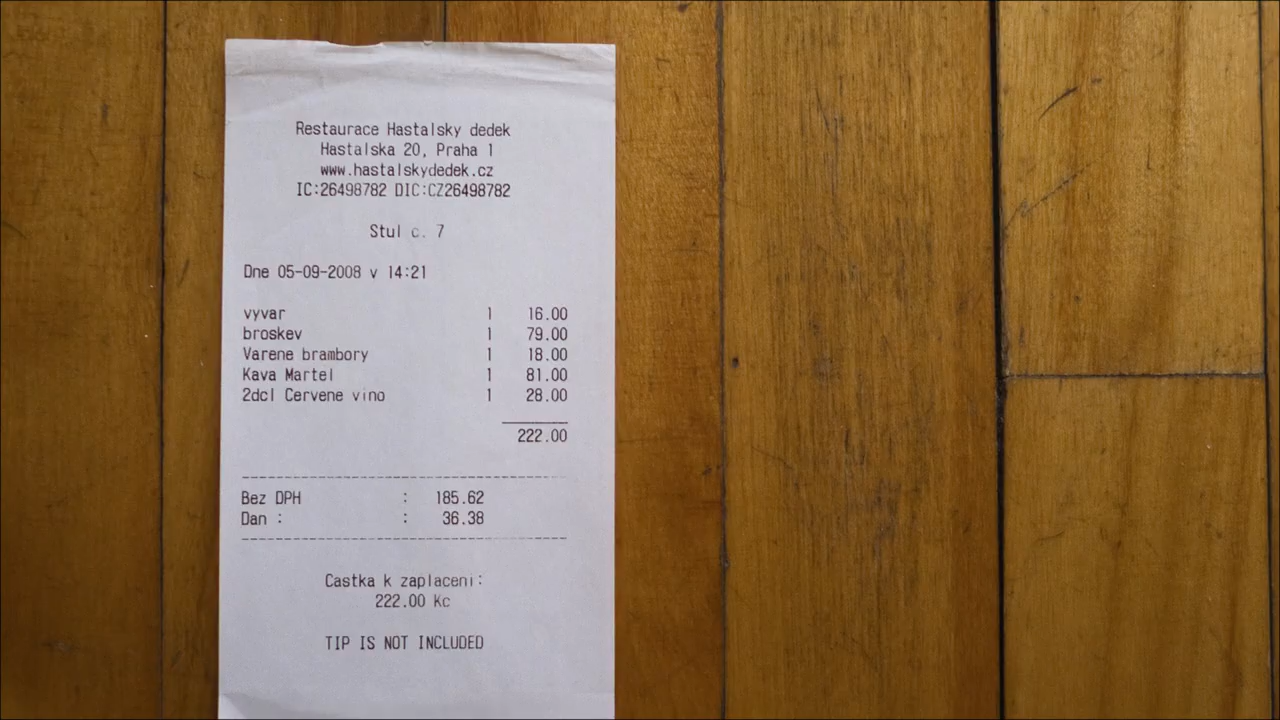 Restaurace Hastalsky dedek
Hastalska 20, Praha 1
www.hastalskydedek.cz
IC:26498782 DIC:CZ26498782
Stul c. 7
Dne 05-09-2008 v 14:21
vyvar 1 16.00
broskev 1 79.00
Varene brambory 1 18.00
Kava Martel 1 81.00
2dcl Cervene vino 1 28.00
222.00
Bez DPH : 185.62
Dan : : 36.38
Castka k zaplaceni:
222.00 Kc
TIP IS NOT INCLUDED